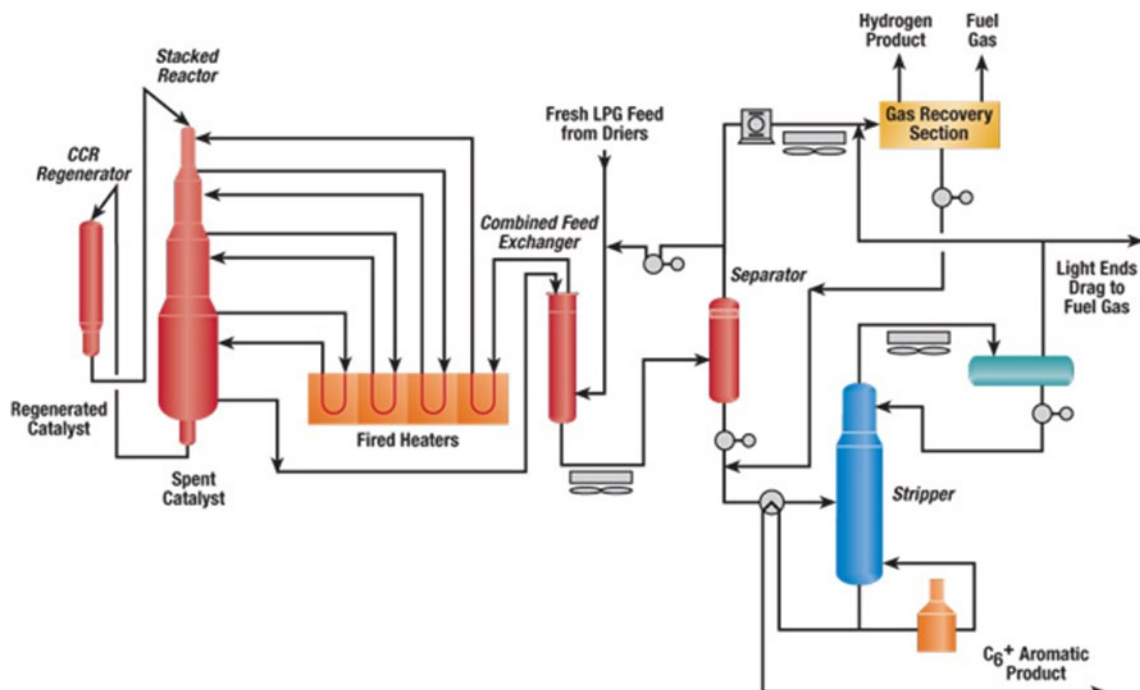 Hydrogen
Product
Fuel
Gas
Stacked
Reactor
Fresh LPG Feed
from Driers
Gas Recovery
Section
CCR
Regenerator
Combined Feed
Exchanger
Separator
Light Ends
Drag to
Fuel Gas
Regenerated
Catalyst
Fired Heaters
Spent
Catalyst
Stripper
C6+ Aromatic
Product